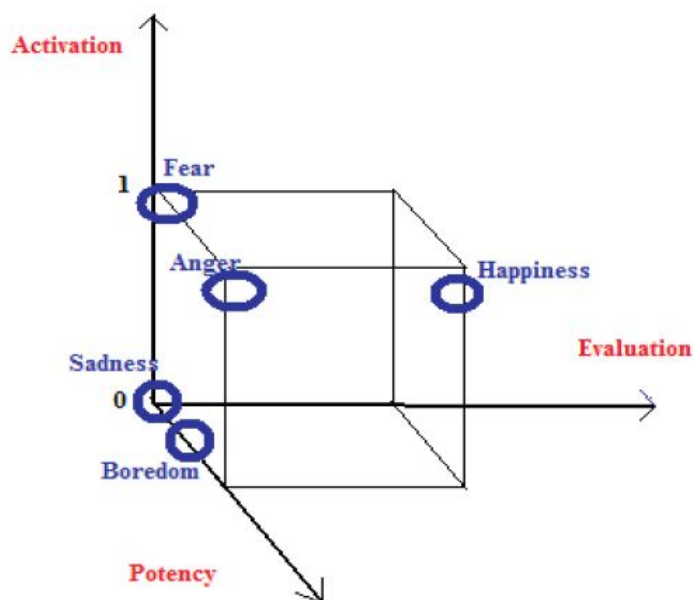 Activation
Fear
1
Anger
Happiness
Evaluation
Sadness
0
Boredom
Potency